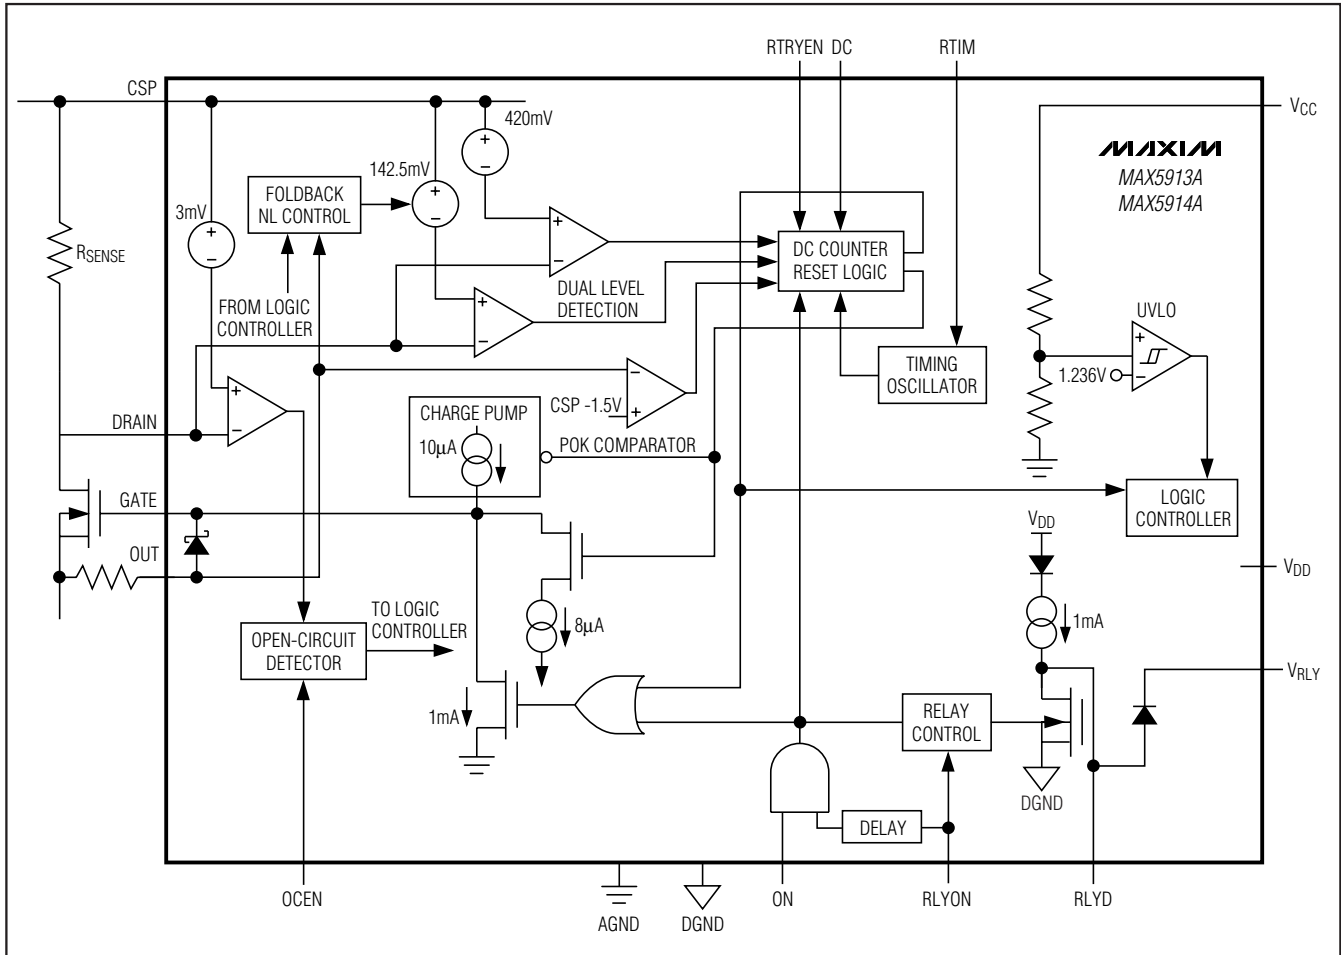 RTRYEN DC
RTIM
CSP
VCC
420mV
MAXIM
MAX5913A
MAX5914A
142.5mV
+
−
+
−
FOLDBACK
NL CONTROL
3mV
+
−
RSENSE
+
−
DC COUNTER
RESET LOGIC
DUAL LEVEL
DETECTION
FROM LOGIC
CONTROLLER
+
−
UVLO
+
−
1.236V
TIMING
OSCILLATOR
−
+
CSP -1.5V
+
−
DRAIN
CHARGE PUMP
10µA
POK COMPARATOR
GATE
LOGIC
CONTROLLER
VDD
OUT
VDD
TO LOGIC
CONTROLLER
8µA
1mA
OPEN-CIRCUIT
DETECTOR
VRLY
1mA
RELAY
CONTROL
DGND
DELAY
OCEN
AGND
DGND
ON
RLYON
RLYD